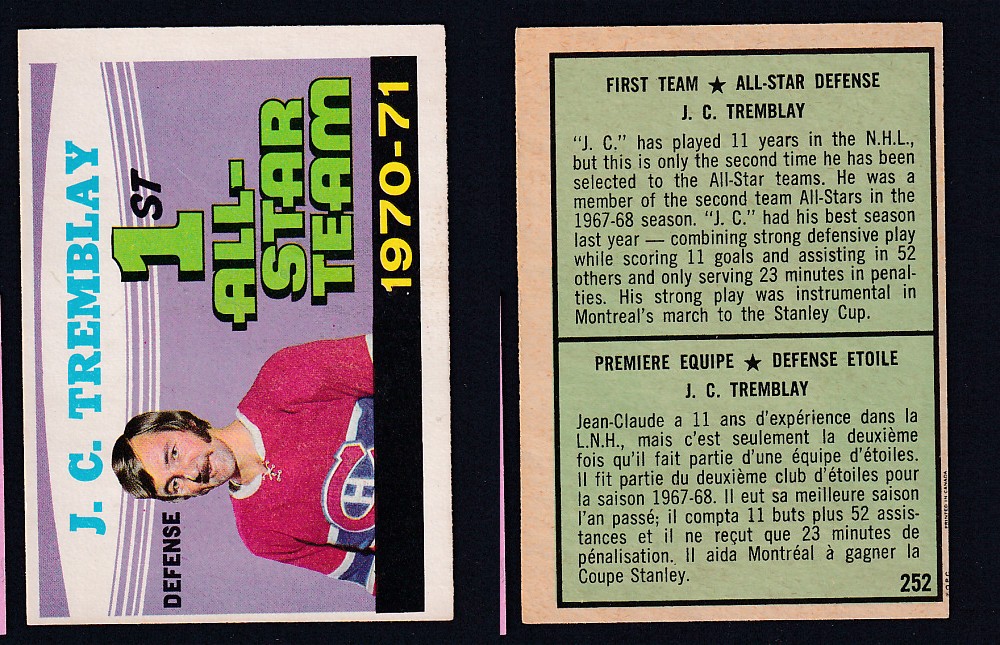 J. C. TREMBLAY
1ST
ALL-
STAR
TEAM
DEFENSE
1970-71
FIRST TEAM ★ ALL-STAR DEFENSE
J. C. TREMBLAY
"J. C." has played 11 years in the N.H.L.,
but this is only the second time he has been
selected to the All-Star teams. He was a
member of the second team All-Stars in the
1967-68 season. "J. C." had his best season
last year — combining strong defensive play
while scoring 11 goals and assisting in 52
others and only serving 23 minutes in penal-
ties. His strong play was instrumental in
Montreal's march to the Stanley Cup.
PREMIERE EQUIPE ★ DEFENSE ETOILE
J. C. TREMBLAY
Jean-Claude a 11 ans d'expérience dans la
L.N.H., mais c'est seulement la deuxième
fois qu'il fait partie d'une équipe d'étoiles.
Il fit partie du deuxième club d'étoiles pour
la saison 1967-68. Il eut sa meilleure saison
l'an passé; il compta 11 buts plus 52 assis-
tances et il ne reçut que 23 minutes de
pénalisation. Il aida Montréal à gagner la
Coupe Stanley.
252
© O.P.C.
PRINTED IN CANADA